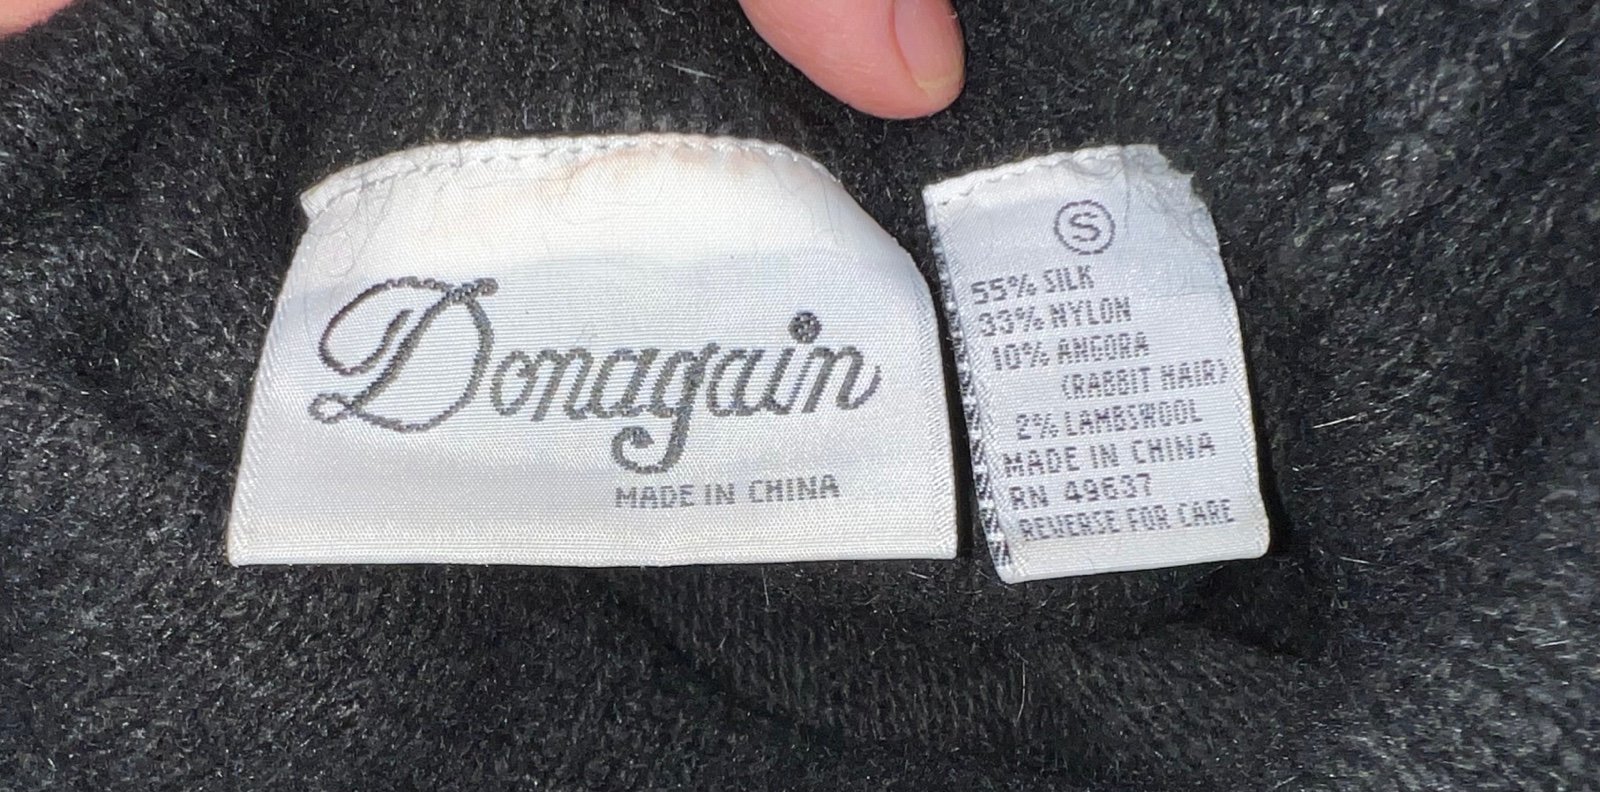 Donagain
MADE IN CHINA
S
55% SILK
33% NYLON
10% ANGORA
(RABBIT HAIR)
2% LAMBSWOOL
MADE IN CHINA
RN 49637
REVERSE FOR CARE